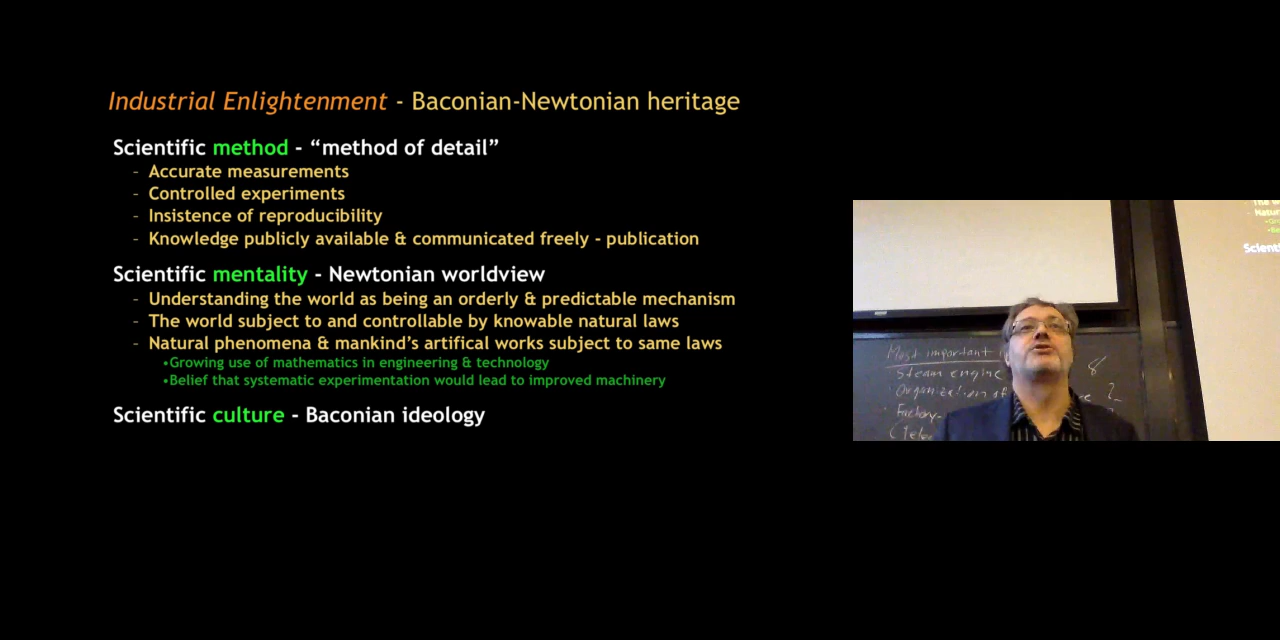 Industrial Enlightenment - Baconian-Newtonian heritage
Scientific method - “method of detail”
- Accurate measurements
- Controlled experiments
- Insistence of reproducibility
- Knowledge publicly available & communicated freely - publication
Scientific mentality - Newtonian worldview
- Understanding the world as being an orderly & predictable mechanism
- The world subject to and controllable by knowable natural laws
- Natural phenomena & mankind’s artifical works subject to same laws
•Growing use of mathematics in engineering & technology
•Belief that systematic experimentation would lead to improved machinery
Scientific culture - Baconian ideology
Most important
Steam engine 8
Organization of
Factory-
Scient